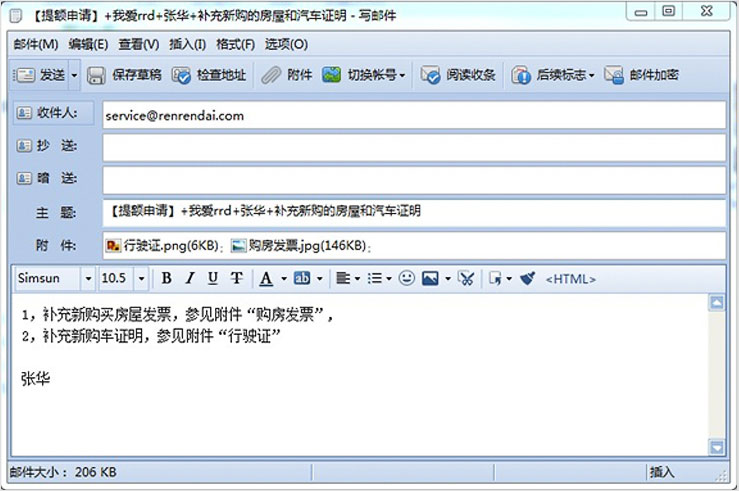 【提额申请】+我爱rrd+张华+补充新购的房屋和汽车证明 - 写邮件
邮件(M) 编辑(E) 查看(V) 插入(I) 格式(F) 选项(O)
发送 保存草稿 检查地址 附件 切换帐号 阅读收条 后续标志 邮件加密
收件人: service@renrendai.com
抄 送:
暗 送:
主 题: 【提额申请】+我爱rrd+张华+补充新购的房屋和汽车证明
附 件: 行驶证.png(6KB); 购房发票.jpg(146KB);
Simsun 10.5 B I U T A ab <HTML>
1，补充新购买房屋发票，参见附件“购房发票”,
2，补充新购车证明，参见附件“行驶证”
张华
邮件大小： 206 KB 插入